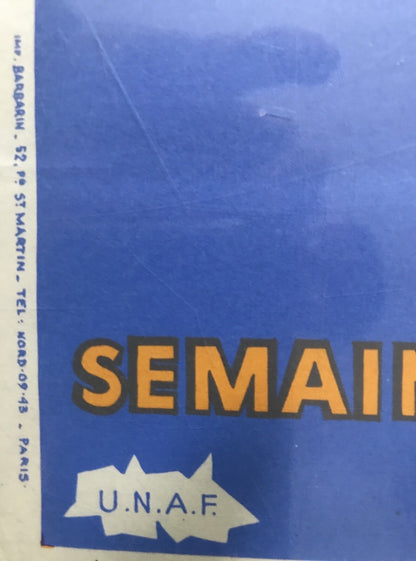 IMP. BARBARIN - 52, Fg St MARTIN - TEL: NORD.09.43 - PARIS.
SEMAI
U.N.A.F.